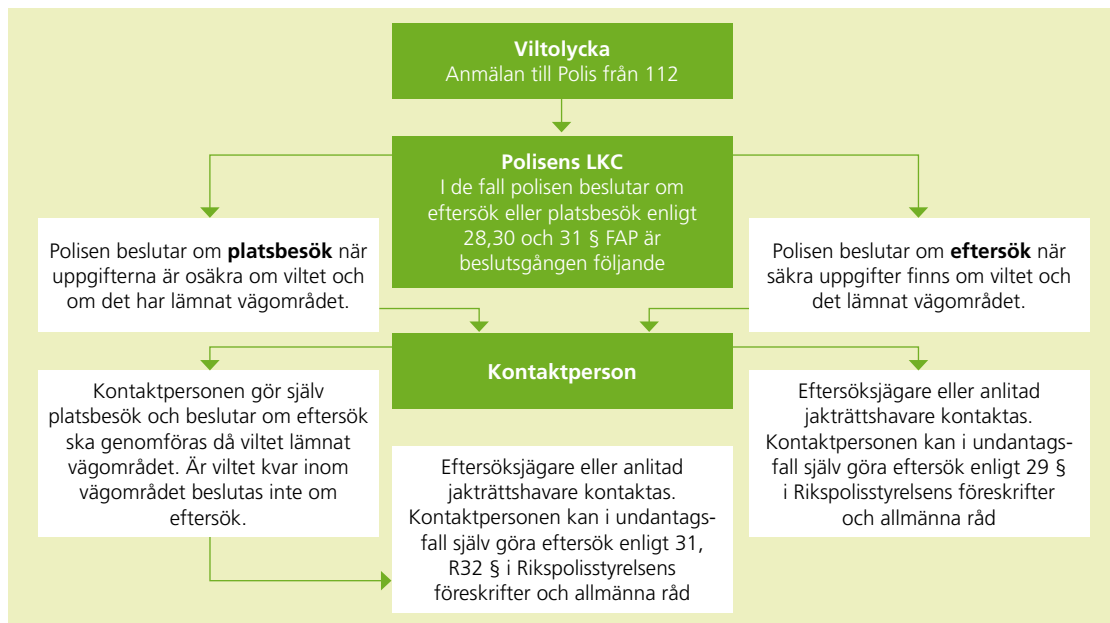 Viltolycka
Anmälan till Polis från 112
Polisens LKC
I de fall polisen beslutar om
eftersök eller platsbesök enligt
28,30 och 31 § FAP är
beslutsgången följande
Polisen beslutar om platsbesök när
uppgifterna är osäkra om viltet och
om det har lämnat vägområdet.
Polisen beslutar om eftersök när
säkra uppgifter finns om viltet och
det lämnat vägområdet.
Kontaktperson
Kontaktpersonen gör själv
platsbesök och beslutar om eftersök
ska genomföras då viltet lämnat
vägområdet. Är viltet kvar inom
vägområdet beslutas inte om
eftersök.
Eftersöksjägare eller anlitad
jakträttshavare kontaktas.
Kontaktpersonen kan i undantags-
fall själv göra eftersök enligt 31,
R32 § i Rikspolisstyrelsens
föreskrifter och allmänna råd
Eftersöksjägare eller anlitad
jakträttshavare kontaktas.
Kontaktpersonen kan i undantags-
fall själv göra eftersök enligt 29 §
i Rikspolisstyrelsens föreskrifter
och allmänna råd